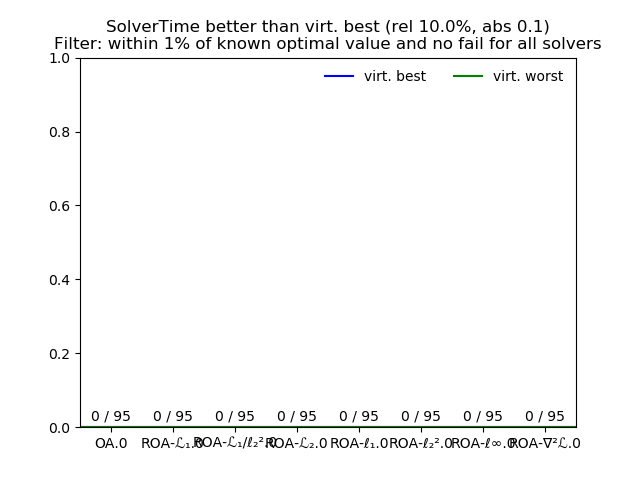 SolverTime better than virt. best (rel 10.0%, abs 0.1)
Filter: within 1% of known optimal value and no fail for all solvers
virt. best virt. worst
1.0
0.8
0.6
0.4
0.2
0.0
0 / 95 0 / 95 0 / 95 0 / 95 0 / 95 0 / 95 0 / 95 0 / 95
OA.0 ROA-ℒ₁.0 ROA-ℒ₁/ℓ₂².0 ROA-ℒ₂.0 ROA-ℓ₁.0 ROA-ℓ₂².0 ROA-ℓ∞.0 ROA-∇²ℒ.0